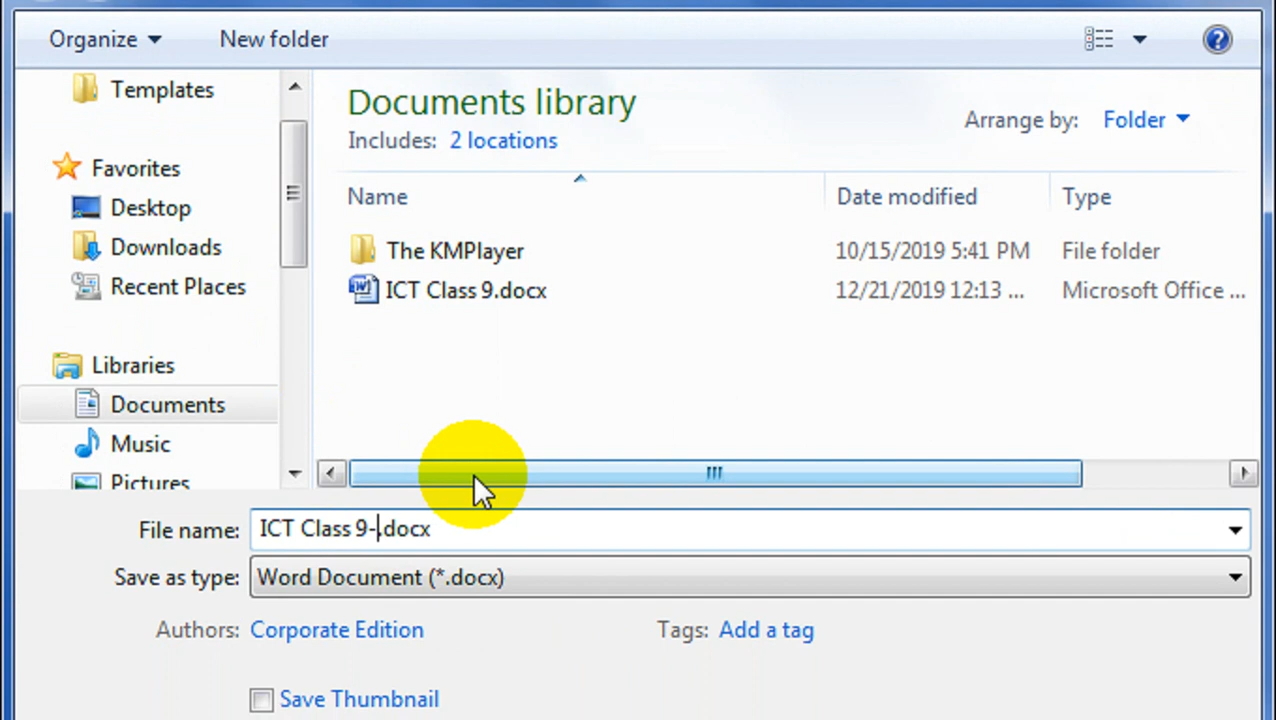 Organize New folder
Templates
Favorites
Desktop
Downloads
Recent Places
Libraries
Documents
Music
Pictures
Documents library
Includes: 2 locations
Arrange by: Folder
Name Date modified Type
The KMPlayer 10/15/2019 5:41 PM File folder
ICT Class 9.docx 12/21/2019 12:13 ... Microsoft Office ...
File name: ICT Class 9-.docx
Save as type: Word Document (*.docx)
Authors: Corporate Edition Tags: Add a tag
Save Thumbnail